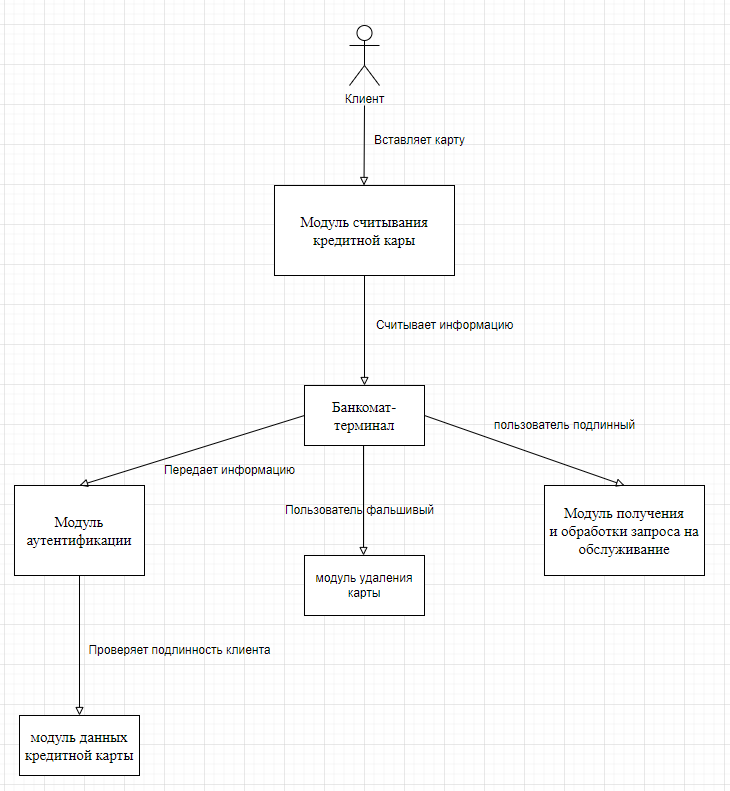 Клиент
Вставляет карту
Модуль считывания
кредитной кары
Считывает информацию
Банкомат-
терминал
пользователь подлинный
Передает информацию
Пользователь фальшивый
Модуль
аутентификации
Модуль получения
и обработки запроса на
обслуживание
модуль удаления
карты
Проверяет подлинность клиента
модуль данных
кредитной карты